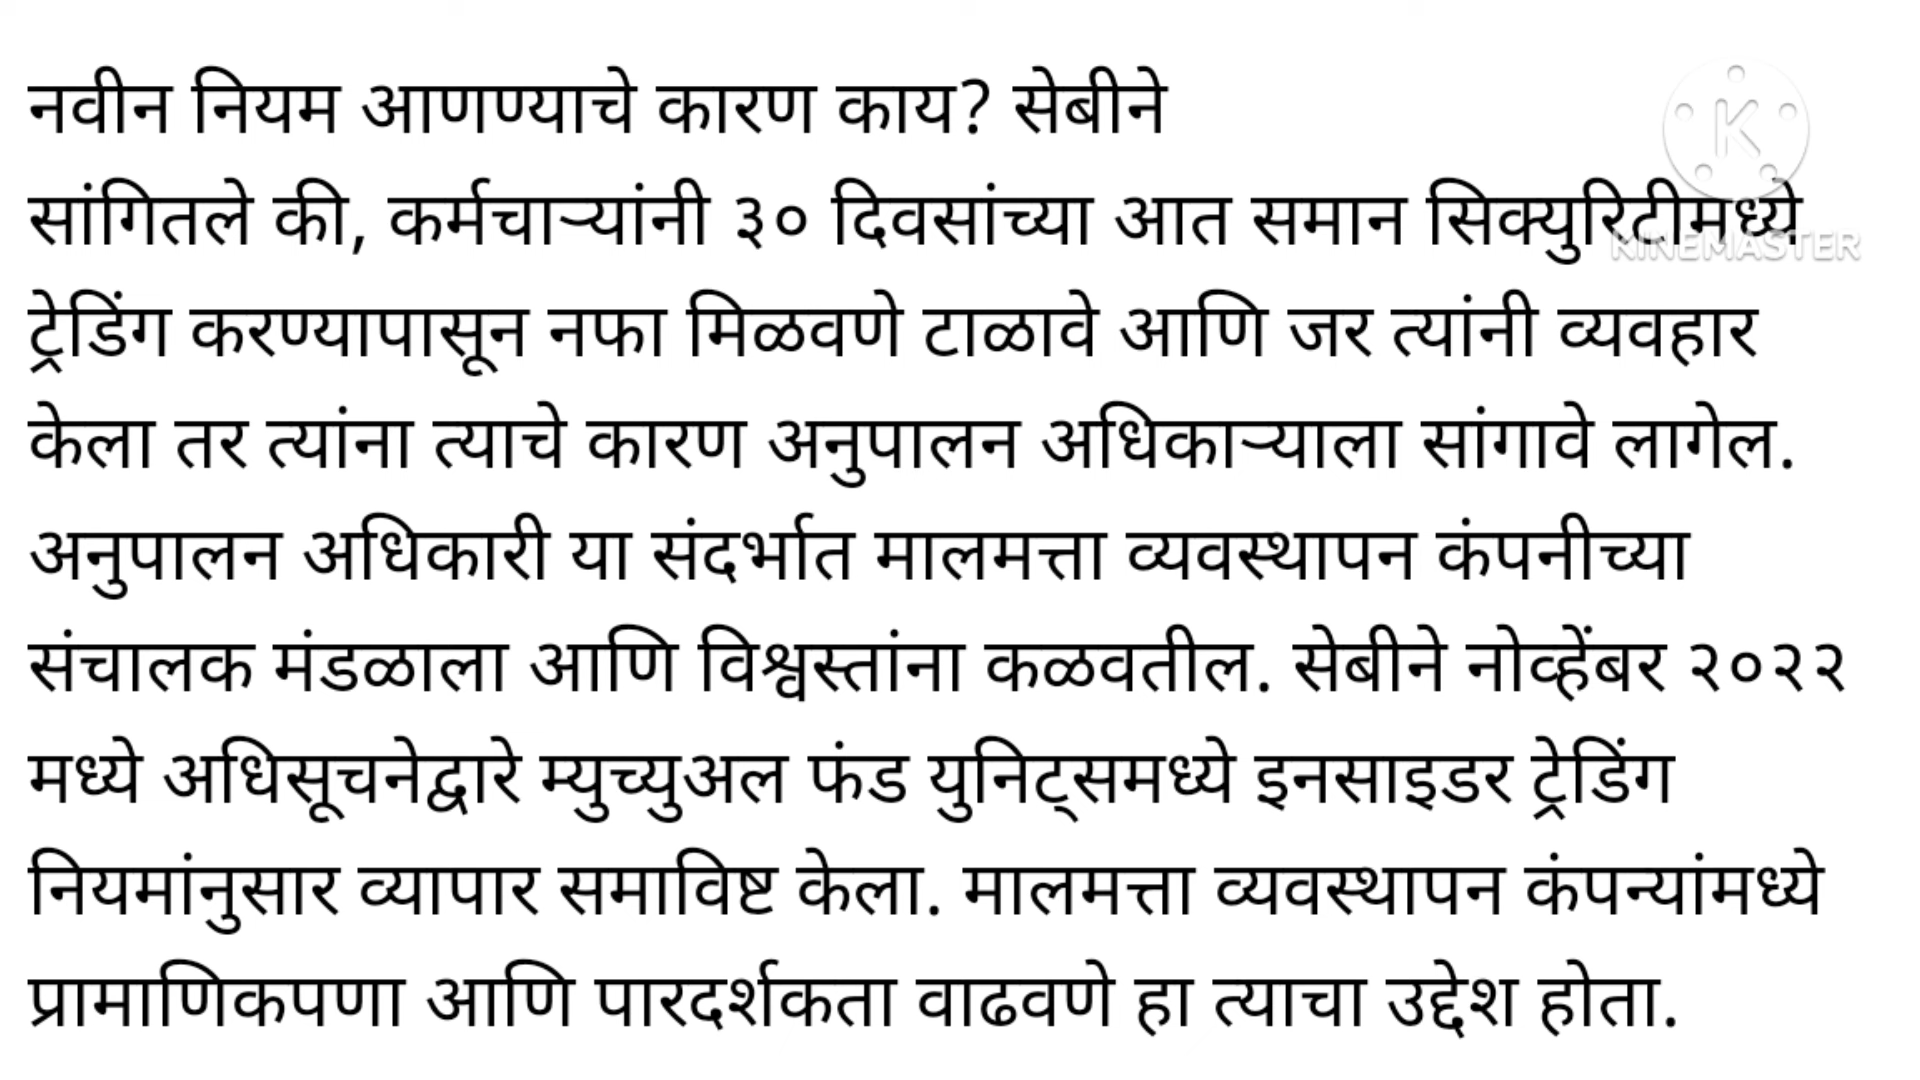 नवीन नियम आणण्याचे कारण काय? सेबीने
सांगितले की, कर्मचाऱ्यांनी ३० दिवसांच्या आत समान सिक्युरिटीमध्ये
KINEMASTER
ट्रेडिंग करण्यापासून नफा मिळवणे टाळावे आणि जर त्यांनी व्यवहार
केला तर त्यांना त्याचे कारण अनुपालन अधिकाऱ्याला सांगावे लागेल.
अनुपालन अधिकारी या संदर्भात मालमत्ता व्यवस्थापन कंपनीच्या
संचालक मंडळाला आणि विश्वस्तांना कळवतील. सेबीने नोव्हेंबर २०२२
मध्ये अधिसूचनेद्वारे म्युच्युअल फंड युनिट्समध्ये इनसाइडर ट्रेडिंग
नियमांनुसार व्यापार समाविष्ट केला. मालमत्ता व्यवस्थापन कंपन्यांमध्ये
प्रामाणिकपणा आणि पारदर्शकता वाढवणे हा त्याचा उद्देश होता.